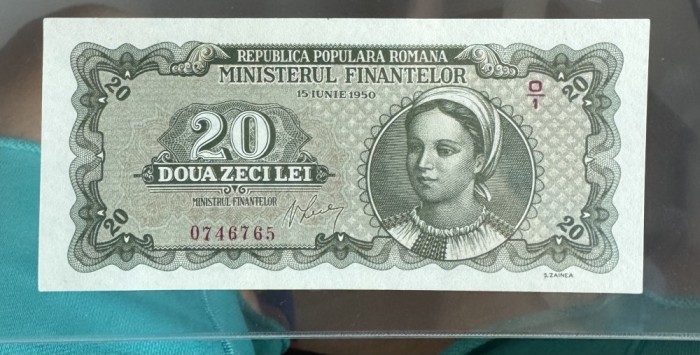 REPUBLICA POPULARA ROMANA
MINISTERUL FINANTELOR
15 IUNIE 1950
O
1
20
20
20
DOUA ZECI LEI
MINISTRUL FINANTELOR
0746765
20
20
S. ZAINEA